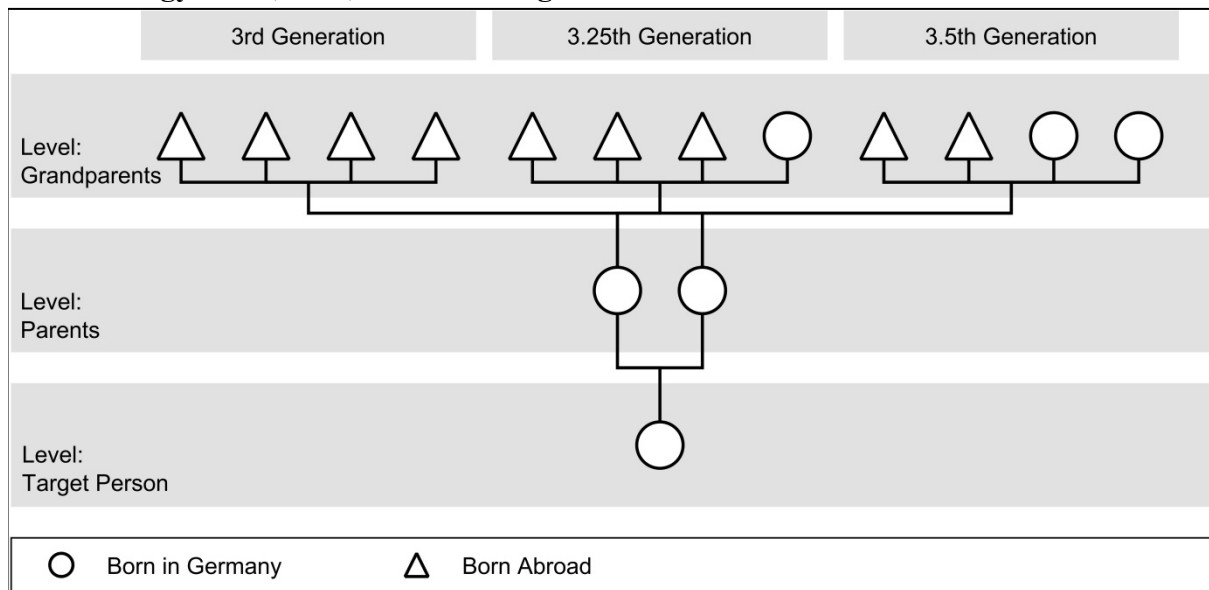 3rd Generation
3.25th Generation
3.5th Generation
Level:
Grandparents
Level:
Parents
Level:
Target Person
Born in Germany
Born Abroad